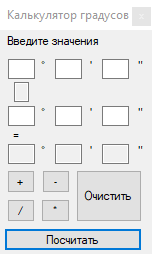 Калькулятор градусов x
Введите значения
° ' "
° ' "
=
° ' "
+ -
Очистить
/ *
Посчитать